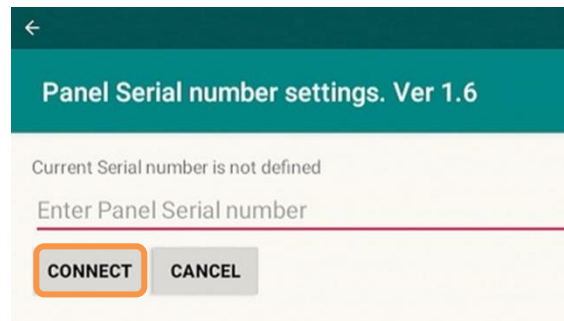 Panel Serial number settings. Ver 1.6
Current Serial number is not defined
Enter Panel Serial number
CONNECT CANCEL